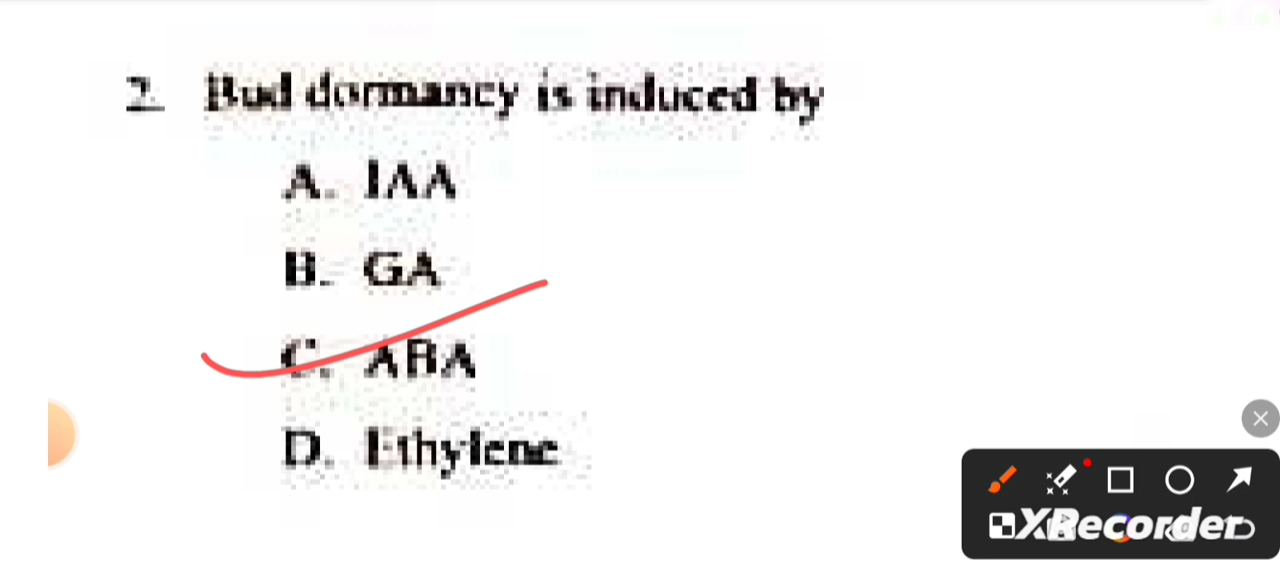 2. Bud dormancy is induced by
A. IAA
B. GA
C. ABA
D. Ethylene
XRecorder